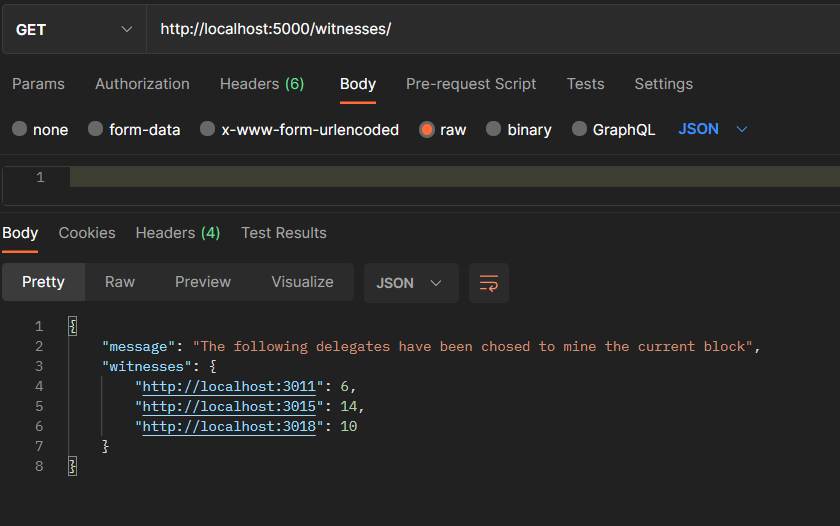 GET http://localhost:5000/witnesses/
Params Authorization Headers (6) Body Pre-request Script Tests Settings
none form-data x-www-form-urlencoded raw binary GraphQL JSON
1
Body Cookies Headers (4) Test Results
Pretty Raw Preview Visualize JSON
1 {
2 "message": "The following delegates have been chosed to mine the current block",
3 "witnesses": {
4 "http://localhost:3011": 6,
5 "http://localhost:3015": 14,
6 "http://localhost:3018": 10
7 }
8 }